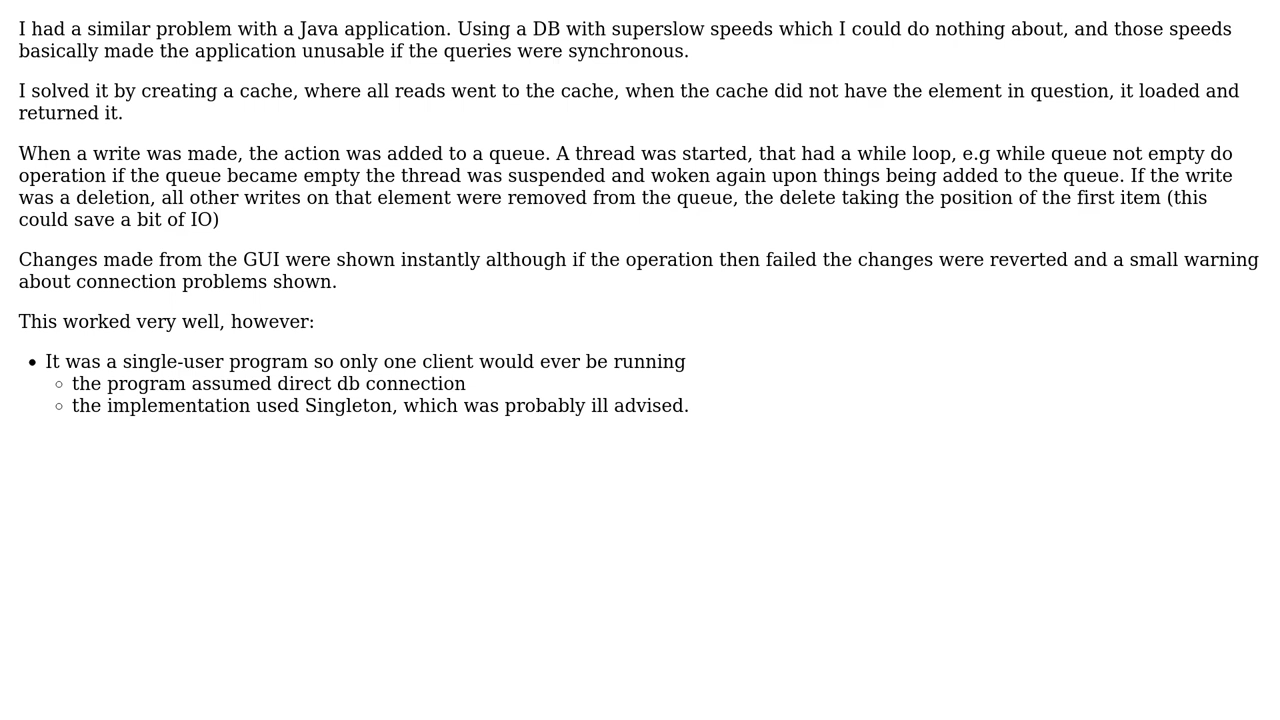 I had a similar problem with a Java application. Using a DB with superslow speeds which I could do nothing about, and those speeds
basically made the application unusable if the queries were synchronous.
I solved it by creating a cache, where all reads went to the cache, when the cache did not have the element in question, it loaded and
returned it.
When a write was made, the action was added to a queue. A thread was started, that had a while loop, e.g while queue not empty do
operation if the queue became empty the thread was suspended and woken again upon things being added to the queue. If the write
was a deletion, all other writes on that element were removed from the queue, the delete taking the position of the first item (this
could save a bit of IO)
Changes made from the GUI were shown instantly although if the operation then failed the changes were reverted and a small warning
about connection problems shown.
This worked very well, however:
• It was a single-user program so only one client would ever be running
◦ the program assumed direct db connection
◦ the implementation used Singleton, which was probably ill advised.